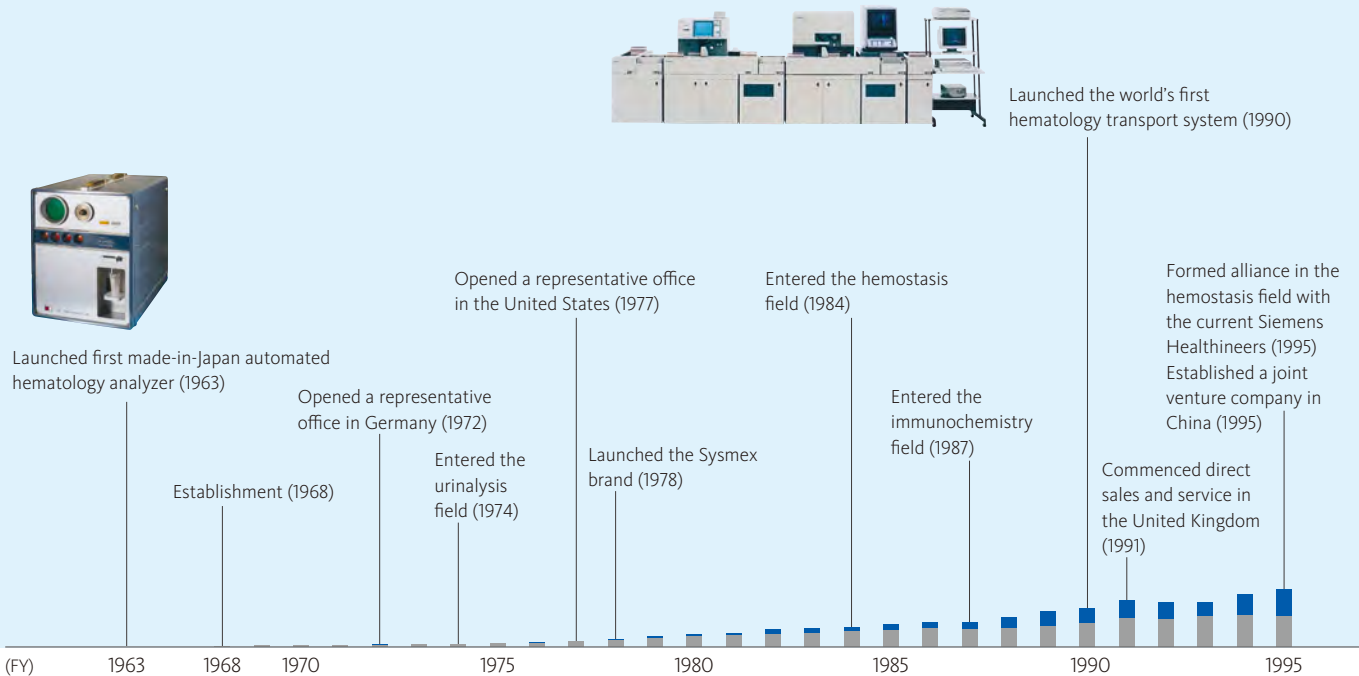 Launched the world's first
hematology transport system (1990)
Launched first made-in-Japan automated
hematology analyzer (1963)
Establishment (1968)
Opened a representative
office in Germany (1972)
Entered the
urinalysis
field (1974)
Opened a representative office
in the United States (1977)
Launched the Sysmex
brand (1978)
Entered the hemostasis
field (1984)
Entered the
immunochemistry
field (1987)
Commenced direct
sales and service in
the United Kingdom
(1991)
Formed alliance in the
hemostasis field with
the current Siemens
Healthineers (1995)
Established a joint
venture company in
China (1995)
(FY) 1963 1968 1970 1975 1980 1985 1990 1995